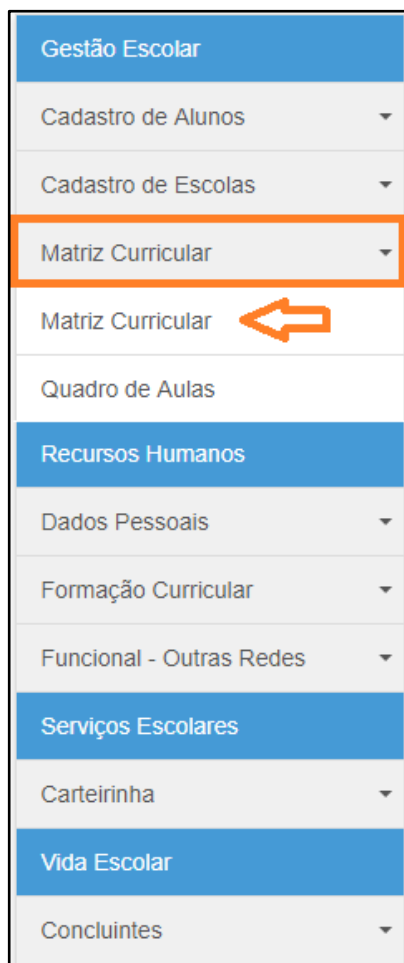 Gestão Escolar
Cadastro de Alunos
Cadastro de Escolas
Matriz Curricular
Matriz Curricular
Quadro de Aulas
Recursos Humanos
Dados Pessoais
Formação Curricular
Funcional - Outras Redes
Serviços Escolares
Carteirinha
Vida Escolar
Concluintes